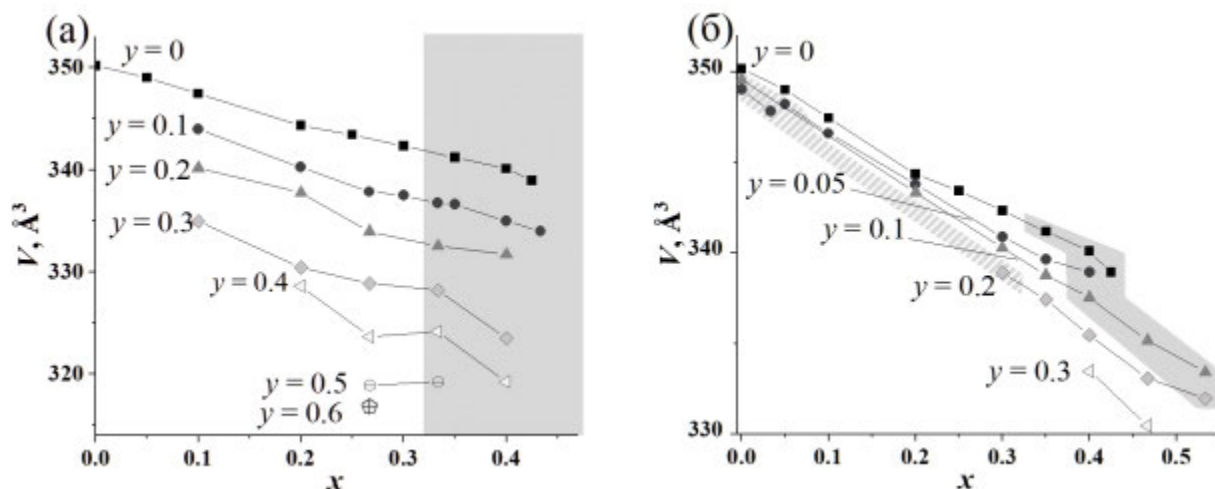 (а)
y = 0
350
y = 0.1
340
y = 0.2
y = 0.3
330
y = 0.4
320
y = 0.5
y = 0.6
V, Å³
0.0 0.1 0.2 0.3 0.4
x
(б)
y = 0
350
y = 0.05
y = 0.1
340
y = 0.2
y = 0.3
330
V, Å³
0.0 0.1 0.2 0.3 0.4 0.5
x